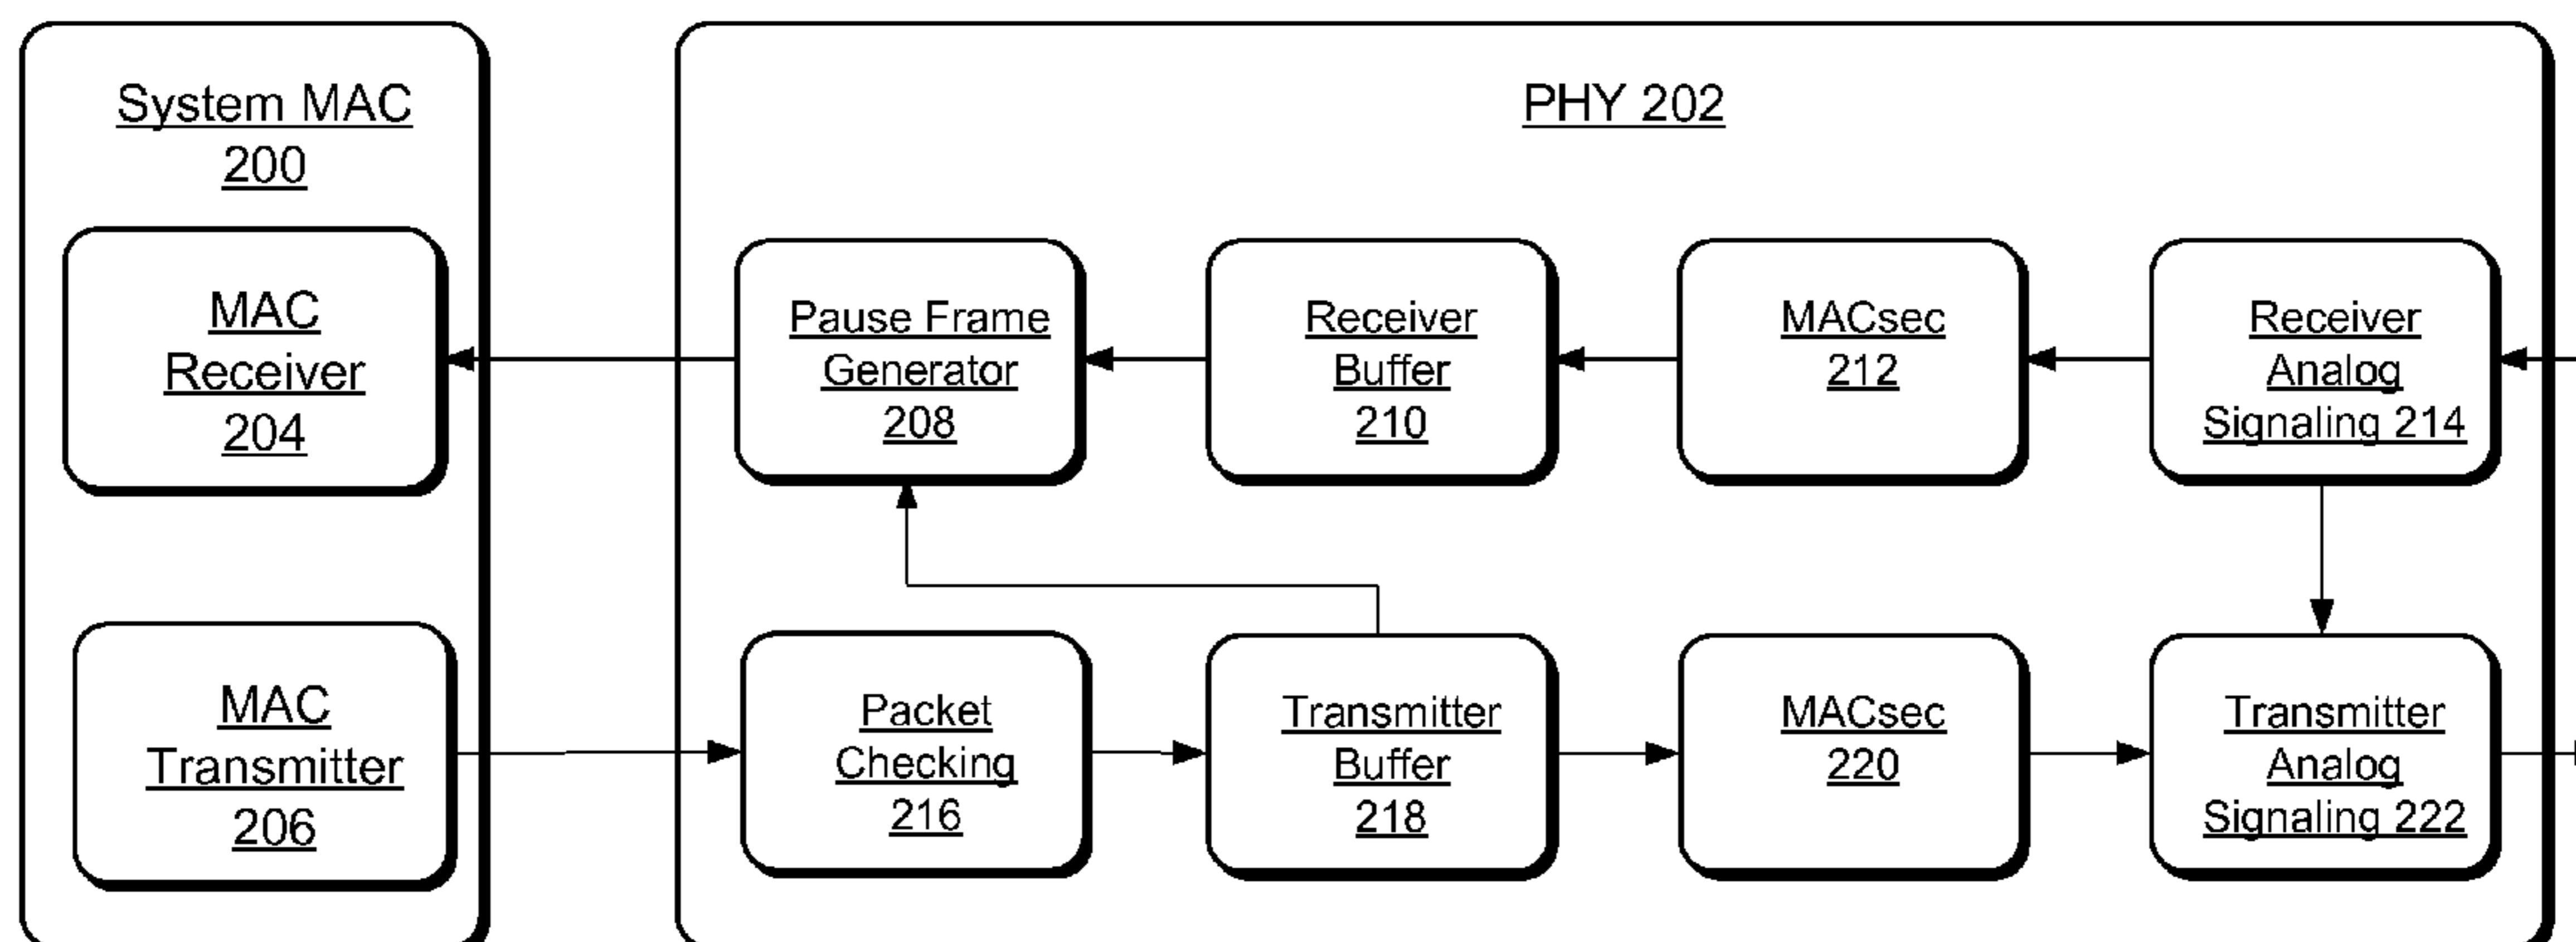 System MAC
200
PHY 202
MAC
Receiver
204
Pause Frame
Generator
208
Receiver
Buffer
210
MACsec
212
Receiver
Analog
Signaling 214
MAC
Transmitter
206
Packet
Checking
216
Transmitter
Buffer
218
MACsec
220
Transmitter
Analog
Signaling 222